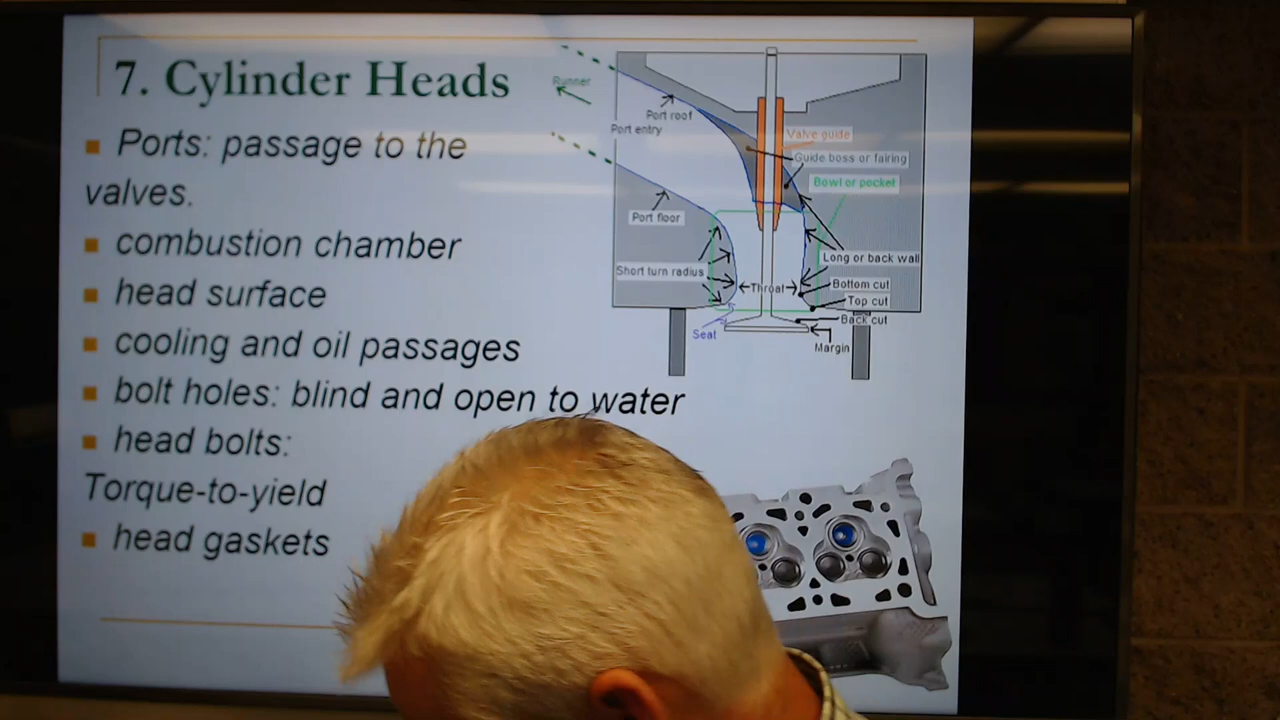 7. Cylinder Heads
Ports: passage to the
valves.
combustion chamber
head surface
cooling and oil passages
bolt holes: blind and open to water
head bolts:
Torque-to-yield
head gaskets
Runner
Port roof
Port entry
Valve guide
Guide boss or fairing
Bowl or pocket
Port floor
Long or back wall
Short turn radius
Throat
Bottom cut
Top cut
Back cut
Seat
Margin